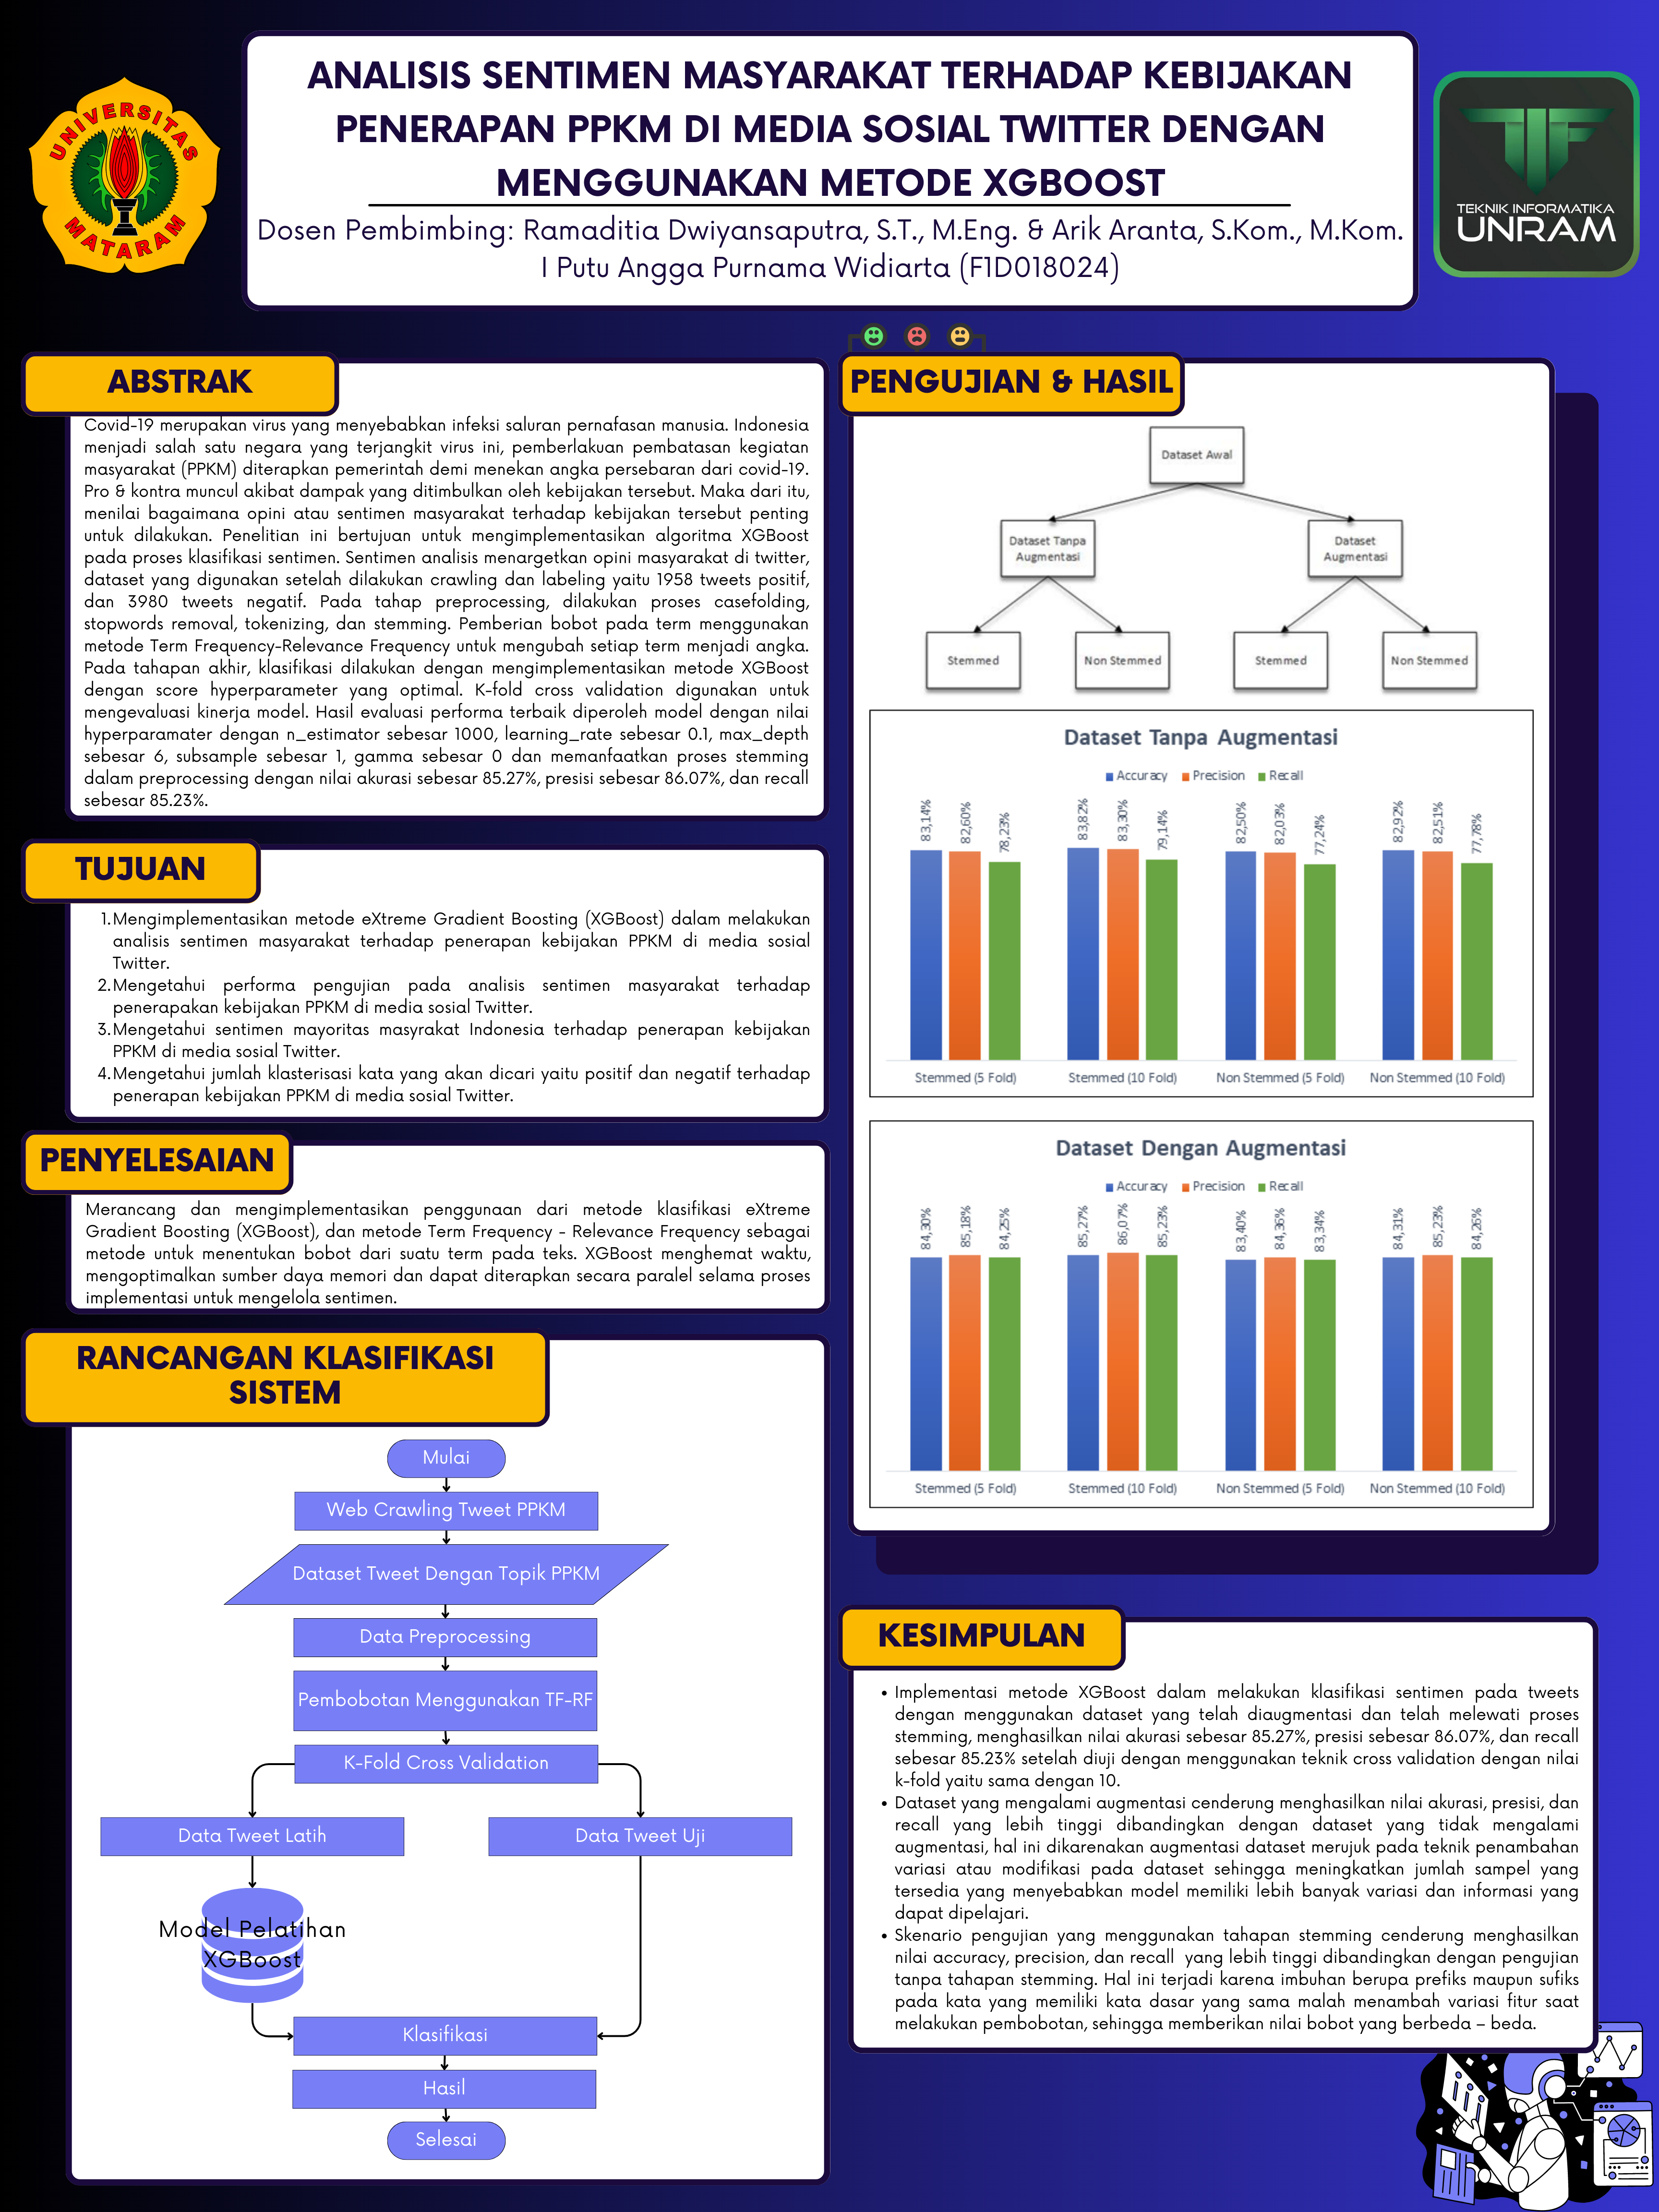 ANALISIS SENTIMEN MASYARAKAT TERHADAP KEBIJAKAN
PENERAPAN PPKM DI MEDIA SOSIAL TWITTER DENGAN
MENGGUNAKAN METODE XGBOOST
Dosen Pembimbing: Ramaditia Dwiyansaputra, S.T., M.Eng. & Arik Aranta, S.Kom., M.Kom.
I Putu Angga Purnama Widiarta (F1D018024)
UNIVERSITAS
MATARAM
TEKNIK INFORMATIKA
UNRAM
ABSTRAK
Covid-19 merupakan virus yang menyebabkan infeksi saluran pernafasan manusia. Indonesia
menjadi salah satu negara yang terjangkit virus ini, pemberlakuan pembatasan kegiatan
masyarakat (PPKM) diterapkan pemerintah demi menekan angka persebaran dari covid-19.
Pro & kontra muncul akibat dampak yang ditimbulkan oleh kebijakan tersebut. Maka dari itu,
menilai bagaimana opini atau sentimen masyarakat terhadap kebijakan tersebut penting
untuk dilakukan. Penelitian ini bertujuan untuk mengimplementasikan algoritma XGBoost
pada proses klasifikasi sentimen. Sentimen analisis menargetkan opini masyarakat di twitter,
dataset yang digunakan setelah dilakukan crawling dan labeling yaitu 1958 tweets positif,
dan 3980 tweets negatif. Pada tahap preprocessing, dilakukan proses casefolding,
stopwords removal, tokenizing, dan stemming. Pemberian bobot pada term menggunakan
metode Term Frequency-Relevance Frequency untuk mengubah setiap term menjadi angka.
Pada tahapan akhir, klasifikasi dilakukan dengan mengimplementasikan metode XGBoost
dengan score hyperparameter yang optimal. K-fold cross validation digunakan untuk
mengevaluasi kinerja model. Hasil evaluasi performa terbaik diperoleh model dengan nilai
hyperparamater dengan n_estimator sebesar 1000, learning_rate sebesar 0.1, max_depth
sebesar 6, subsample sebesar 1, gamma sebesar 0 dan memanfaatkan proses stemming
dalam preprocessing dengan nilai akurasi sebesar 85.27%, presisi sebesar 86.07%, dan recall
sebesar 85.23%.
TUJUAN
1. Mengimplementasikan metode eXtreme Gradient Boosting (XGBoost) dalam melakukan
analisis sentimen masyarakat terhadap penerapan kebijakan PPKM di media sosial
Twitter.
2. Mengetahui performa pengujian pada analisis sentimen masyarakat terhadap
penerapakan kebijakan PPKM di media sosial Twitter.
3. Mengetahui sentimen mayoritas masyrakat Indonesia terhadap penerapan kebijakan
PPKM di media sosial Twitter.
4. Mengetahui jumlah klasterisasi kata yang akan dicari yaitu positif dan negatif terhadap
penerapan kebijakan PPKM di media sosial Twitter.
PENYELESAIAN
Merancang dan mengimplementasikan penggunaan dari metode klasifikasi eXtreme
Gradient Boosting (XGBoost), dan metode Term Frequency - Relevance Frequency sebagai
metode untuk menentukan bobot dari suatu term pada teks. XGBoost menghemat waktu,
mengoptimalkan sumber daya memori dan dapat diterapkan secara paralel selama proses
implementasi untuk mengelola sentimen.
RANCANGAN KLASIFIKASI
SISTEM
Mulai
Web Crawling Tweet PPKM
Dataset Tweet Dengan Topik PPKM
Data Preprocessing
Pembobotan Menggunakan TF-RF
K-Fold Cross Validation
Data Tweet Latih
Data Tweet Uji
Model Pelatihan
XGBoost
Klasifikasi
Hasil
Selesai
PENGUJIAN & HASIL
Dataset Awal
Dataset Tanpa
Augmentasi
Dataset
Augmentasi
Stemmed
Non Stemmed
Stemmed
Non Stemmed
Dataset Tanpa Augmentasi
Accuracy Precision Recall
83,14% 82,60% 78,23% 83,82% 83,30% 79,14% 82,50% 82,03% 77,24% 82,92% 82,51% 77,78%
Stemmed (5 Fold) Stemmed (10 Fold) Non Stemmed (5 Fold) Non Stemmed (10 Fold)
Dataset Dengan Augmentasi
Accuracy Precision Recall
84,30% 85,18% 84,25% 85,27% 86,07% 85,23% 83,40% 84,36% 83,34% 84,31% 85,23% 84,26%
Stemmed (5 Fold) Stemmed (10 Fold) Non Stemmed (5 Fold) Non Stemmed (10 Fold)
KESIMPULAN
• Implementasi metode XGBoost dalam melakukan klasifikasi sentimen pada tweets
dengan menggunakan dataset yang telah diaugmentasi dan telah melewati proses
stemming, menghasilkan nilai akurasi sebesar 85.27%, presisi sebesar 86.07%, dan recall
sebesar 85.23% setelah diuji dengan menggunakan teknik cross validation dengan nilai
k-fold yaitu sama dengan 10.
• Dataset yang mengalami augmentasi cenderung menghasilkan nilai akurasi, presisi, dan
recall yang lebih tinggi dibandingkan dengan dataset yang tidak mengalami
augmentasi, hal ini dikarenakan augmentasi dataset merujuk pada teknik penambahan
variasi atau modifikasi pada dataset sehingga meningkatkan jumlah sampel yang
tersedia yang menyebabkan model memiliki lebih banyak variasi dan informasi yang
dapat dipelajari.
• Skenario pengujian yang menggunakan tahapan stemming cenderung menghasilkan
nilai accuracy, precision, dan recall yang lebih tinggi dibandingkan dengan pengujian
tanpa tahapan stemming. Hal ini terjadi karena imbuhan berupa prefiks maupun sufiks
pada kata yang memiliki kata dasar yang sama malah menambah variasi fitur saat
melakukan pembobotan, sehingga memberikan nilai bobot yang berbeda – beda.